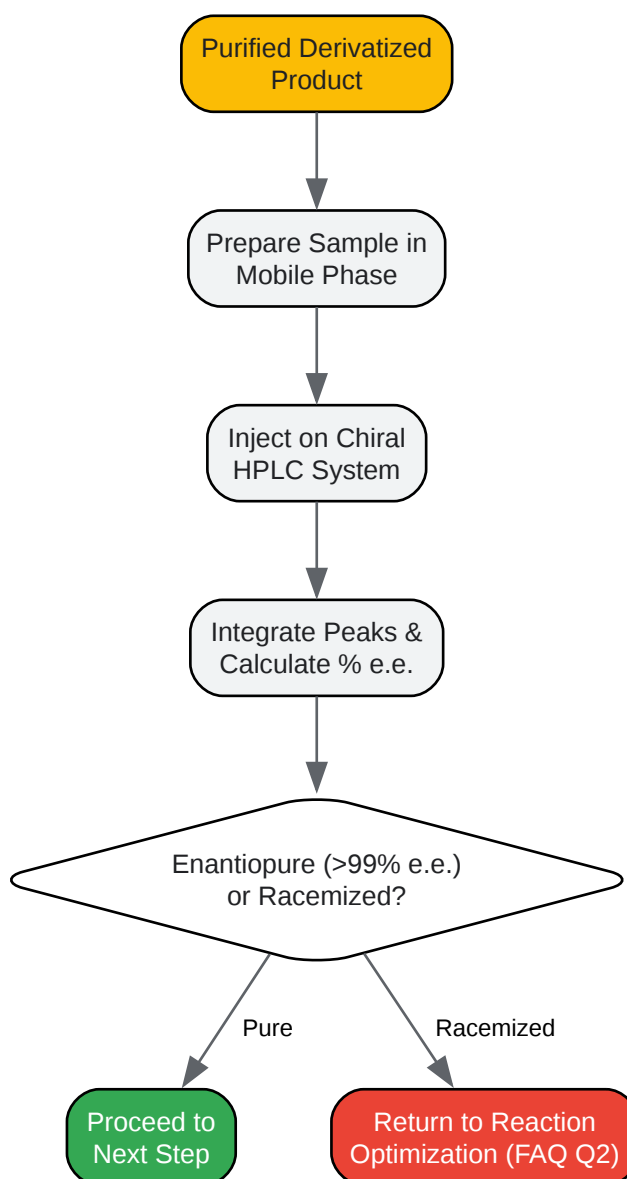 Purified Derivatized
Product
Prepare Sample in
Mobile Phase
Inject on Chiral
HPLC System
Integrate Peaks &
Calculate % e.e.
Enantiopure (>99% e.e.)
or Racemized?
Pure
Racemized
Proceed to
Next Step
Return to Reaction
Optimization (FAQ Q2)